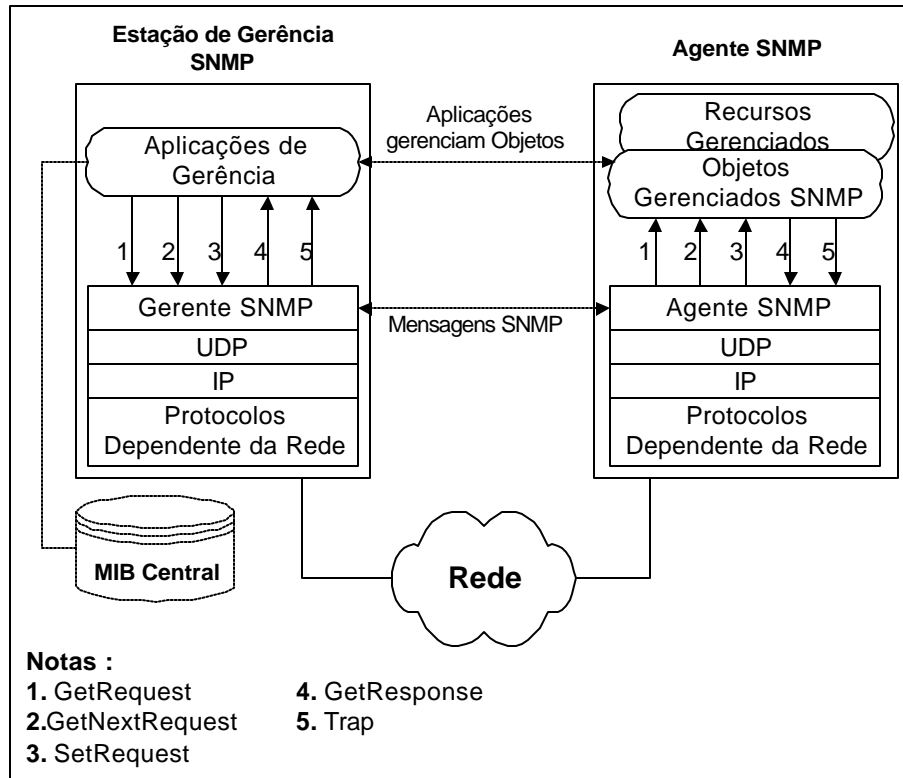 Estação de Gerência
SNMP
Agente SNMP
Aplicações
gerenciam Objetos
Recursos
Gerenciados
Aplicações de
Gerência
Objetos
Gerenciados SNMP
1
2
3
4
5
1
2
3
4
5
Gerente SNMP
Mensagens SNMP
Agente SNMP
UDP
UDP
IP
IP
Protocolos
Dependente da Rede
Protocolos
Dependente da Rede
MIB Central
Rede
Notas :
1. GetRequest
4. GetResponse
2.GetNextRequest
5. Trap
3. SetRequest